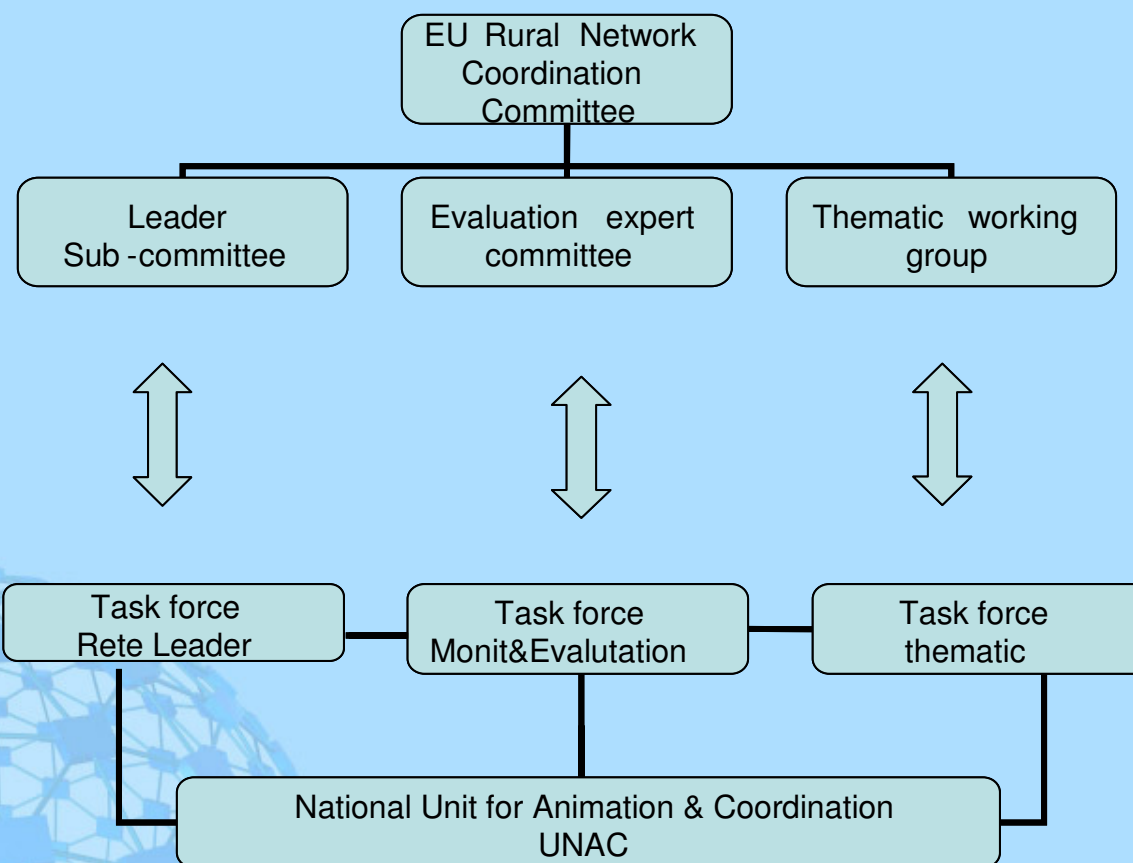 EU Rural Network
Coordination
Committee
Leader
Sub -committee
Evaluation expert
committee
Thematic working
group
Task force
Rete Leader
Task force
Monit&Evalutation
Task force
thematic
National Unit for Animation & Coordination
UNAC